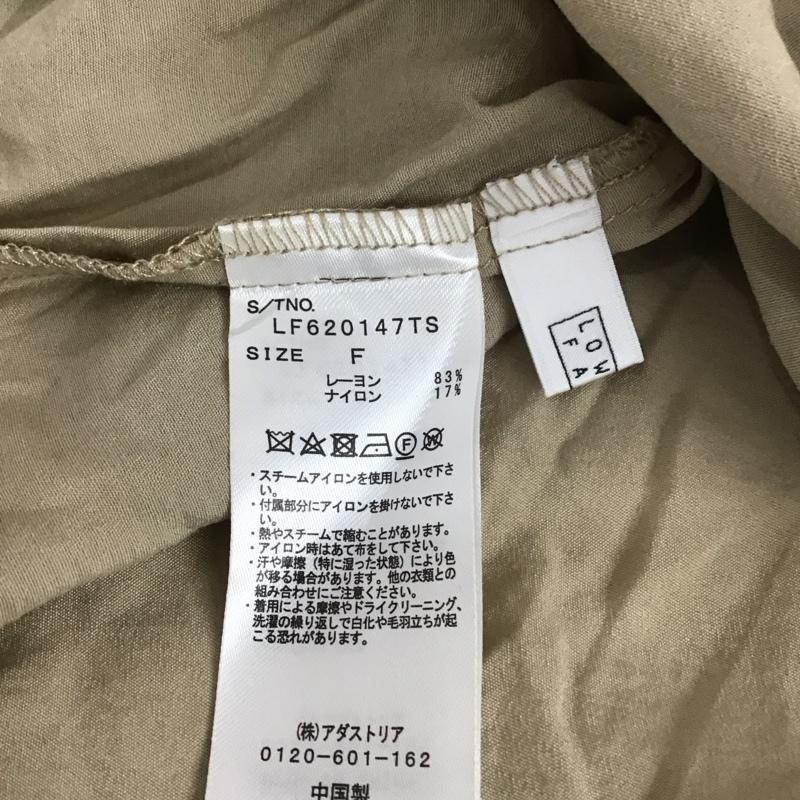 S/TNO.
LF620147TS
SIZE F
レーヨン 83%
ナイロン 17%
F
W
・スチームアイロンを使用しないで下さ
い。
・付属部分にアイロンを掛けないで下さ
い。
・熱やスチームで縮むことがあります。
・アイロン時はあて布をして下さい。
・汗や摩擦（特に湿った状態）により色
が移る場合があります。他の衣類との
組み合わせにご注意ください。
・着用による摩擦やドライクリーニング、
洗濯の繰り返しで白化や毛羽立ちが起
こる恐れがあります。
(株)アダストリア
0120-601-162
中国製
LOW
FA